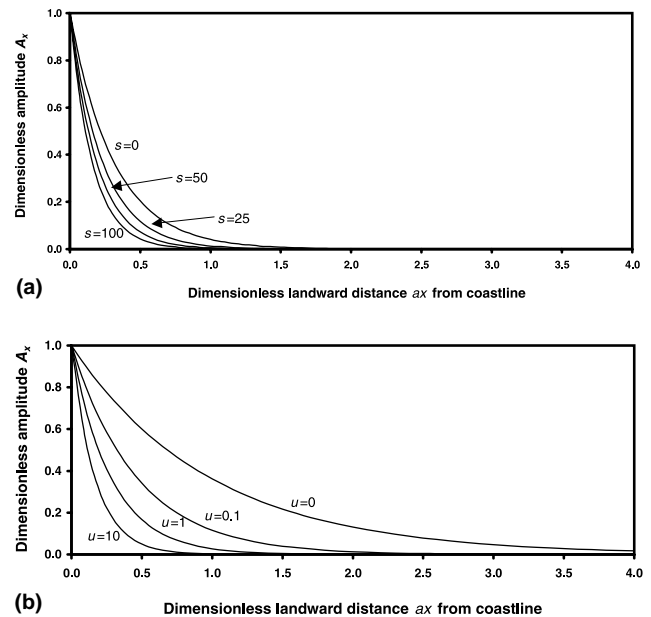 1.0
0.8
0.6
0.4
0.2
0.0
Dimensionless amplitude Ax
s=0
s=50
s=25
s=100
0.0 0.5 1.0 1.5 2.0 2.5 3.0 3.5 4.0
(a)
Dimensionless landward distance ax from coastline
1.0
0.8
0.6
0.4
0.2
0.0
Dimensionless amplitude Ax
u=0
u=0.1
u=1
u=10
0.0 0.5 1.0 1.5 2.0 2.5 3.0 3.5 4.0
(b)
Dimensionless landward distance ax from coastline